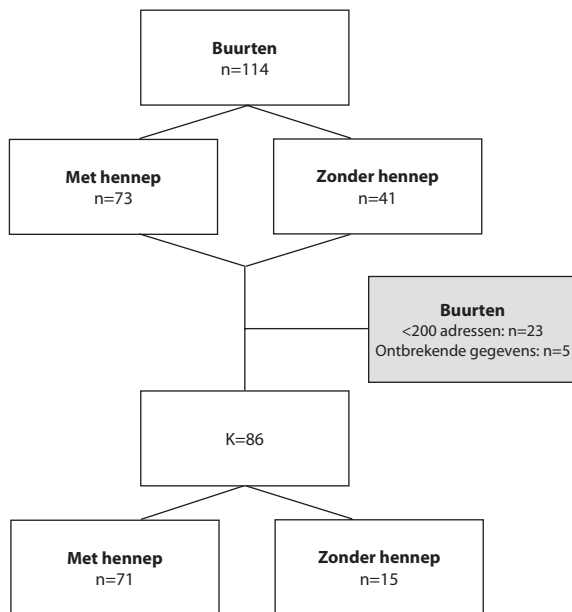 Buurten
n=114
Met hennep
n=73
Zonder hennep
n=41
Buurten
<200 adressen: n=23
Ontbrekende gegevens: n=5
K=86
Met hennep
n=71
Zonder hennep
n=15